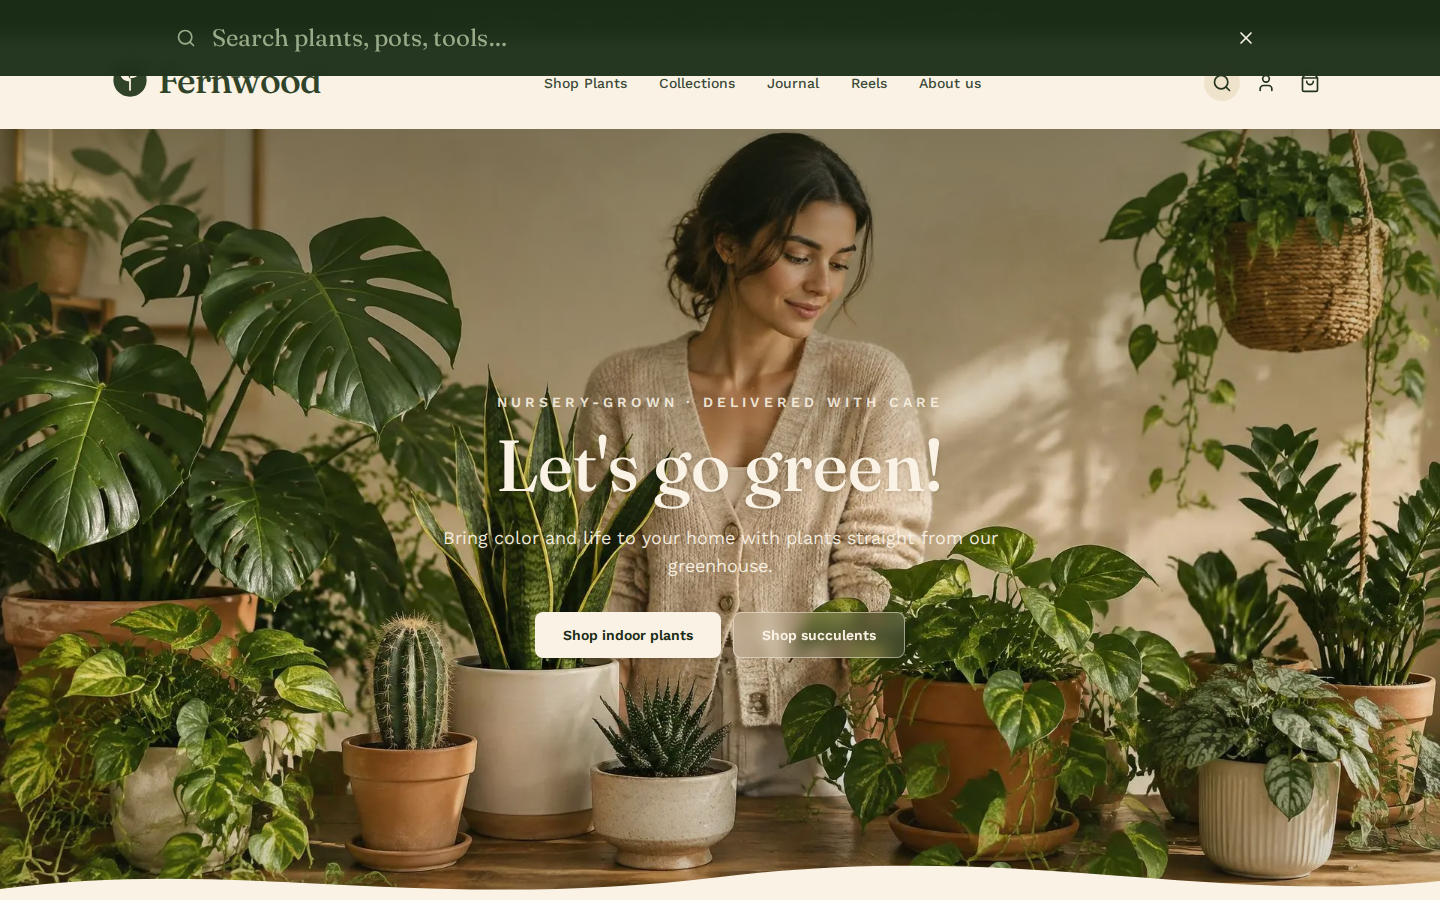 Search plants, pots, tools...
Fernwood
Shop Plants Collections Journal Reels About us
NURSERY-GROWN · DELIVERED WITH CARE
Let's go green!
Bring color and life to your home with plants straight from our
greenhouse.
Shop indoor plants Shop succulents